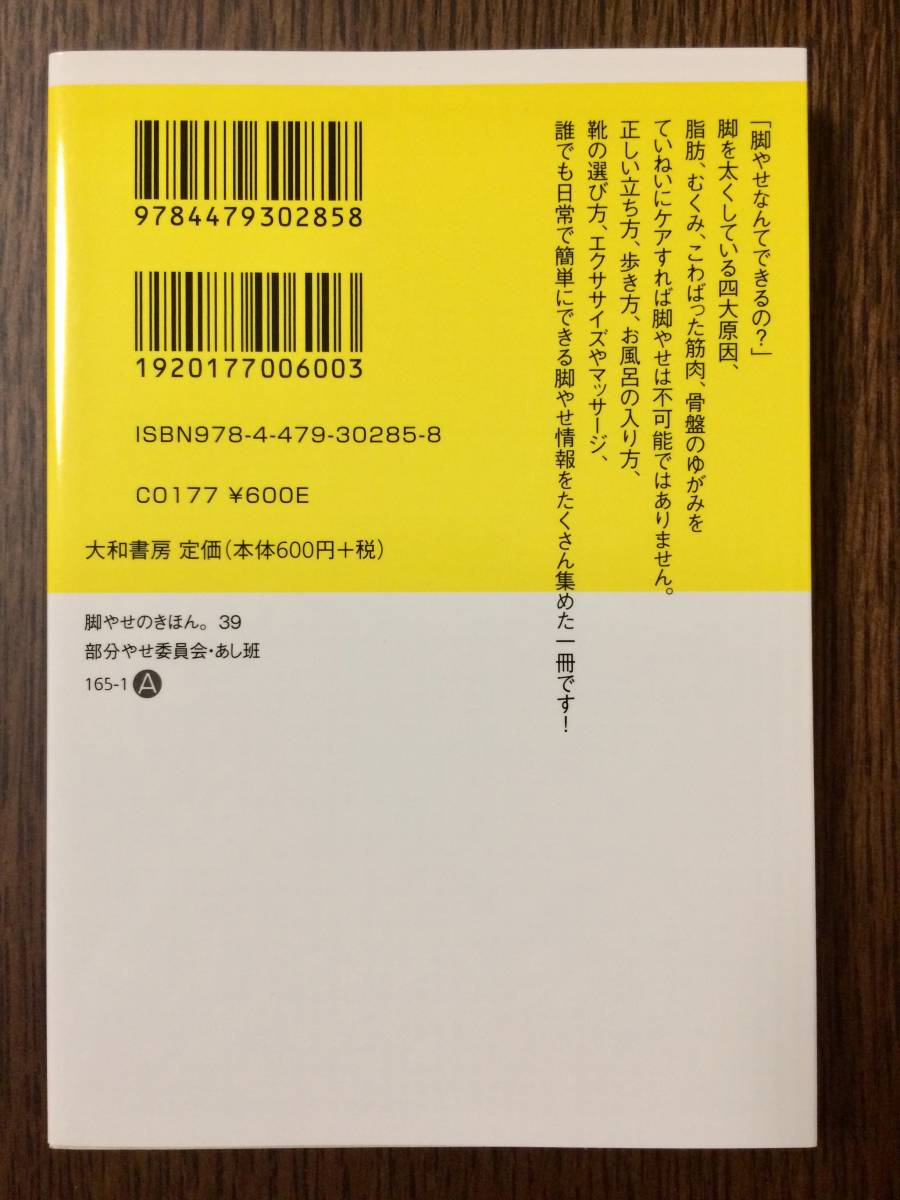 「脚やせなんてできるの？」
脚を太くしている四大原因、
脂肪、むくみ、こわばった筋肉、骨盤のゆがみを
ていねいにケアすれば脚やせは不可能ではありません。
正しい立ち方、歩き方、お風呂の入り方、
靴の選び方、エクササイズやマッサージ、
誰でも日常で簡単にできる脚やせ情報をたくさん集めた一冊です！
9784479302858
1920177006003
ISBN978-4-479-30285-8
C0177 ¥600E
大和書房 定価（本体600円＋税）
脚やせのきほん。39
部分やせ委員会・あし班
165-1 A